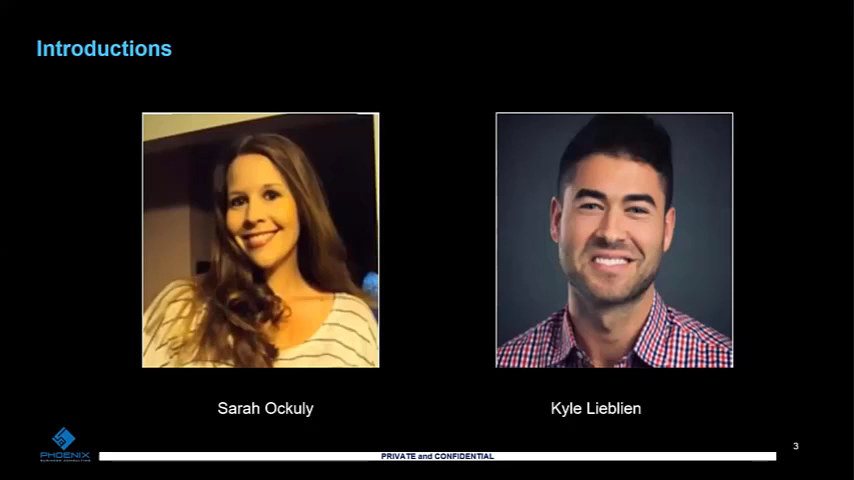 Introductions
Sarah Ockuly
Kyle Lieblien
3
PHOENIX
PRIVATE and CONFIDENTIAL